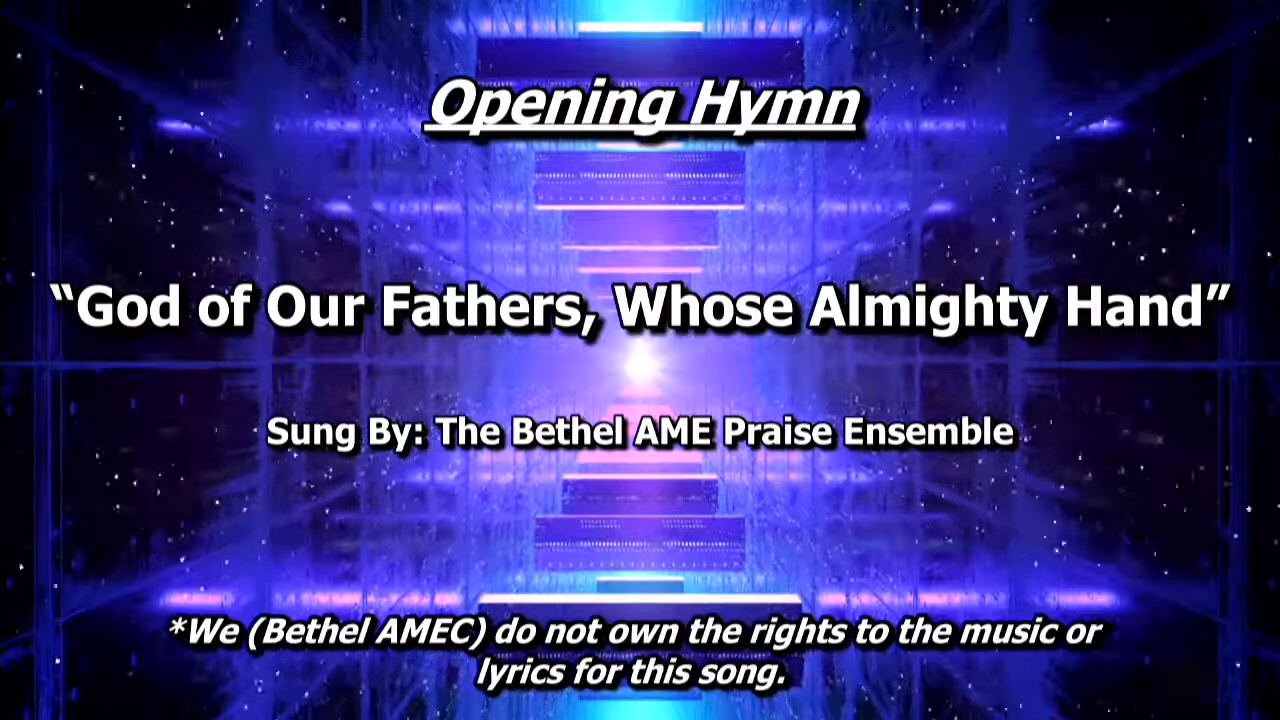 Opening Hymn
“God of Our Fathers, Whose Almighty Hand”
Sung By: The Bethel AME Praise Ensemble
*We (Bethel AMEC) do not own the rights to the music or
lyrics for this song.